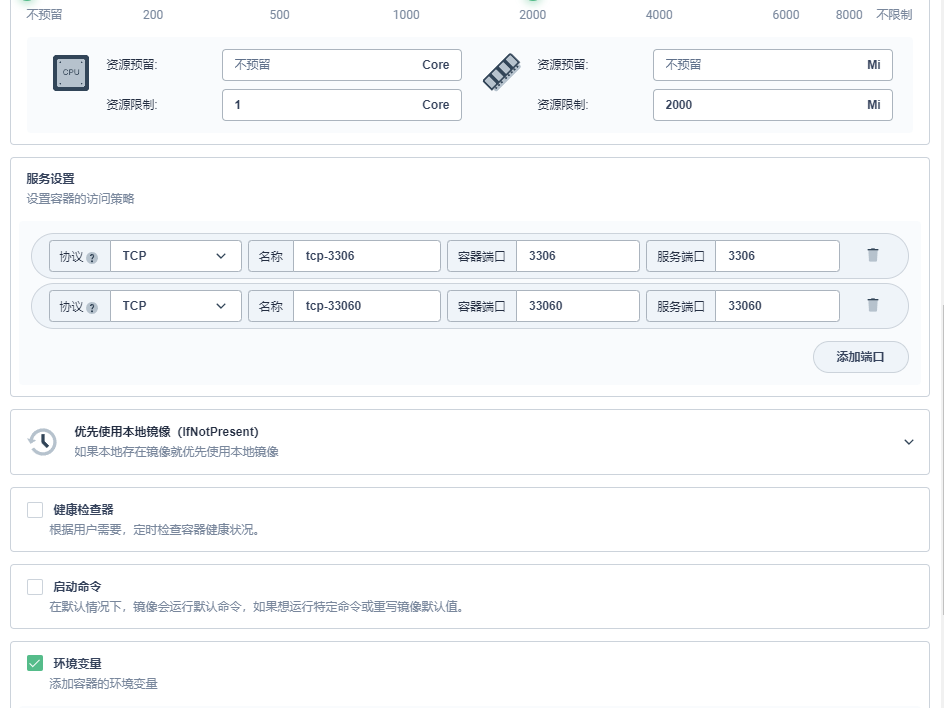 不预留 200 500 1000 2000 4000 6000 8000 不限制
CPU 资源预留: 不预留 Core 资源预留: 不预留 Mi
资源限制: 1 Core 资源限制: 2000 Mi
服务设置
设置容器的访问策略
协议 ? TCP 名称 tcp-3306 容器端口 3306 服务端口 3306
协议 ? TCP 名称 tcp-33060 容器端口 33060 服务端口 33060
添加端口
优先使用本地镜像（IfNotPresent)
如果本地存在镜像就优先使用本地镜像
健康检查器
根据用户需要，定时检查容器健康状况。
启动命令
在默认情况下，镜像会运行默认命令，如果想运行特定命令或重写镜像默认值。
环境变量
添加容器的环境变量